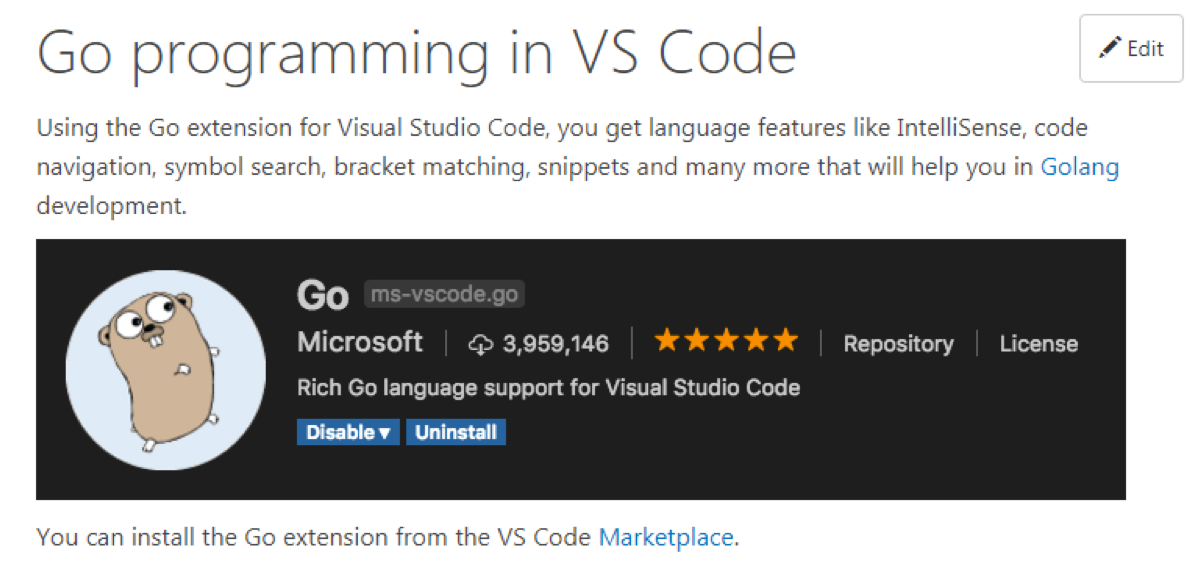 Go programming in VS Code
Edit
Using the Go extension for Visual Studio Code, you get language features like IntelliSense, code
navigation, symbol search, bracket matching, snippets and many more that will help you in Golang
development.
Go ms-vscode.go
Microsoft 3,959,146 Repository License
Rich Go language support for Visual Studio Code
Disable Uninstall
You can install the Go extension from the VS Code Marketplace.